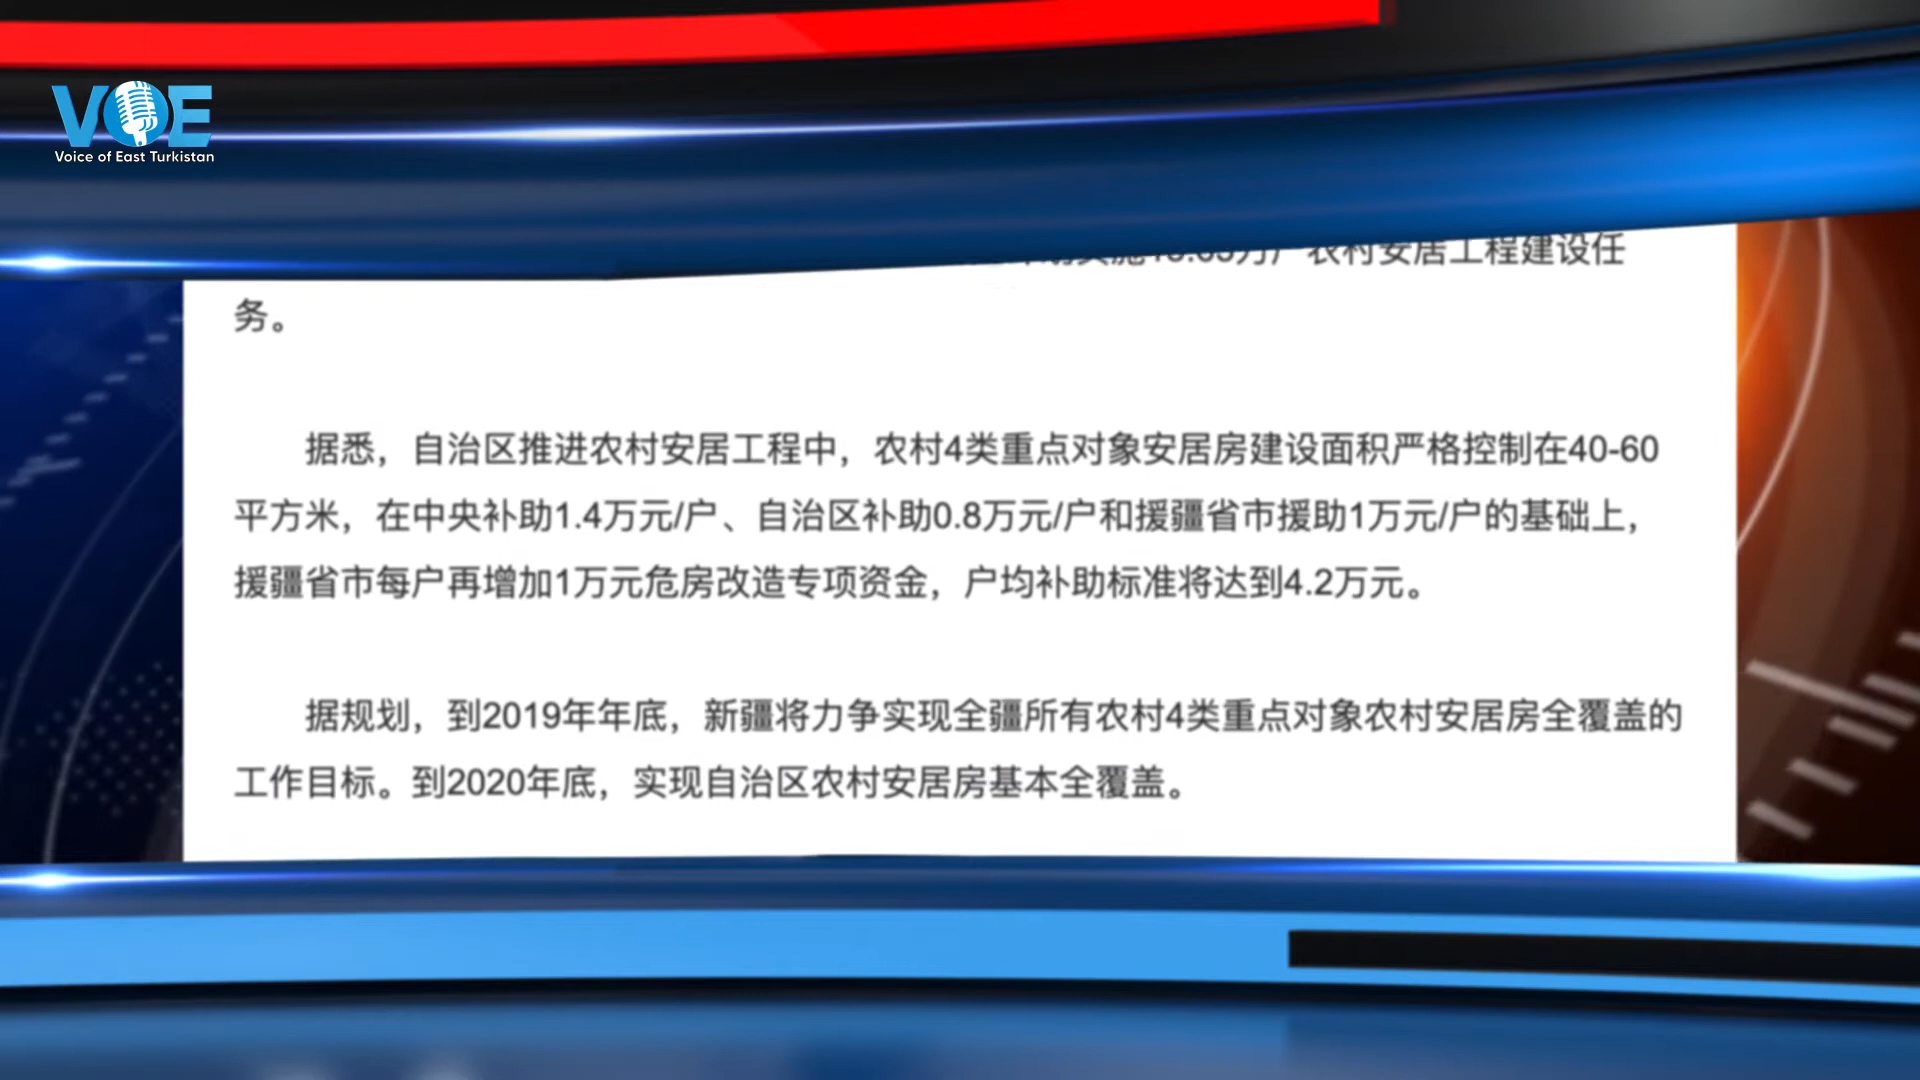 VOE
Voice of East Turkistan
农村安居工程建设任
务。
据悉，自治区推进农村安居工程中，农村4类重点对象安居房建设面积严格控制在40-60
平方米，在中央补助1.4万元/户、自治区补助0.8万元/户和援疆省市援助1万元/户的基础上，
援疆省市每户再增加1万元危房改造专项资金，户均补助标准将达到4.2万元。
据规划，到2019年年底，新疆将力争实现全疆所有农村4类重点对象农村安居房全覆盖的
工作目标。到2020年底，实现自治区农村安居房基本全覆盖。